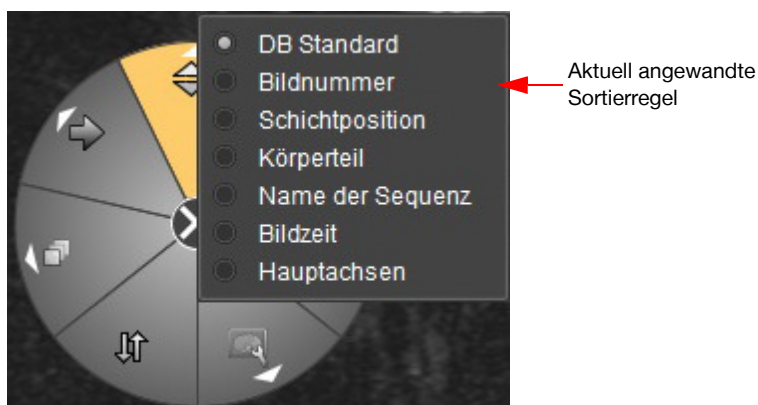 DB Standard
Bildnummer
Schichtposition
Körperteil
Name der Sequenz
Bildzeit
Hauptachsen
Aktuell angewandte
Sortierregel